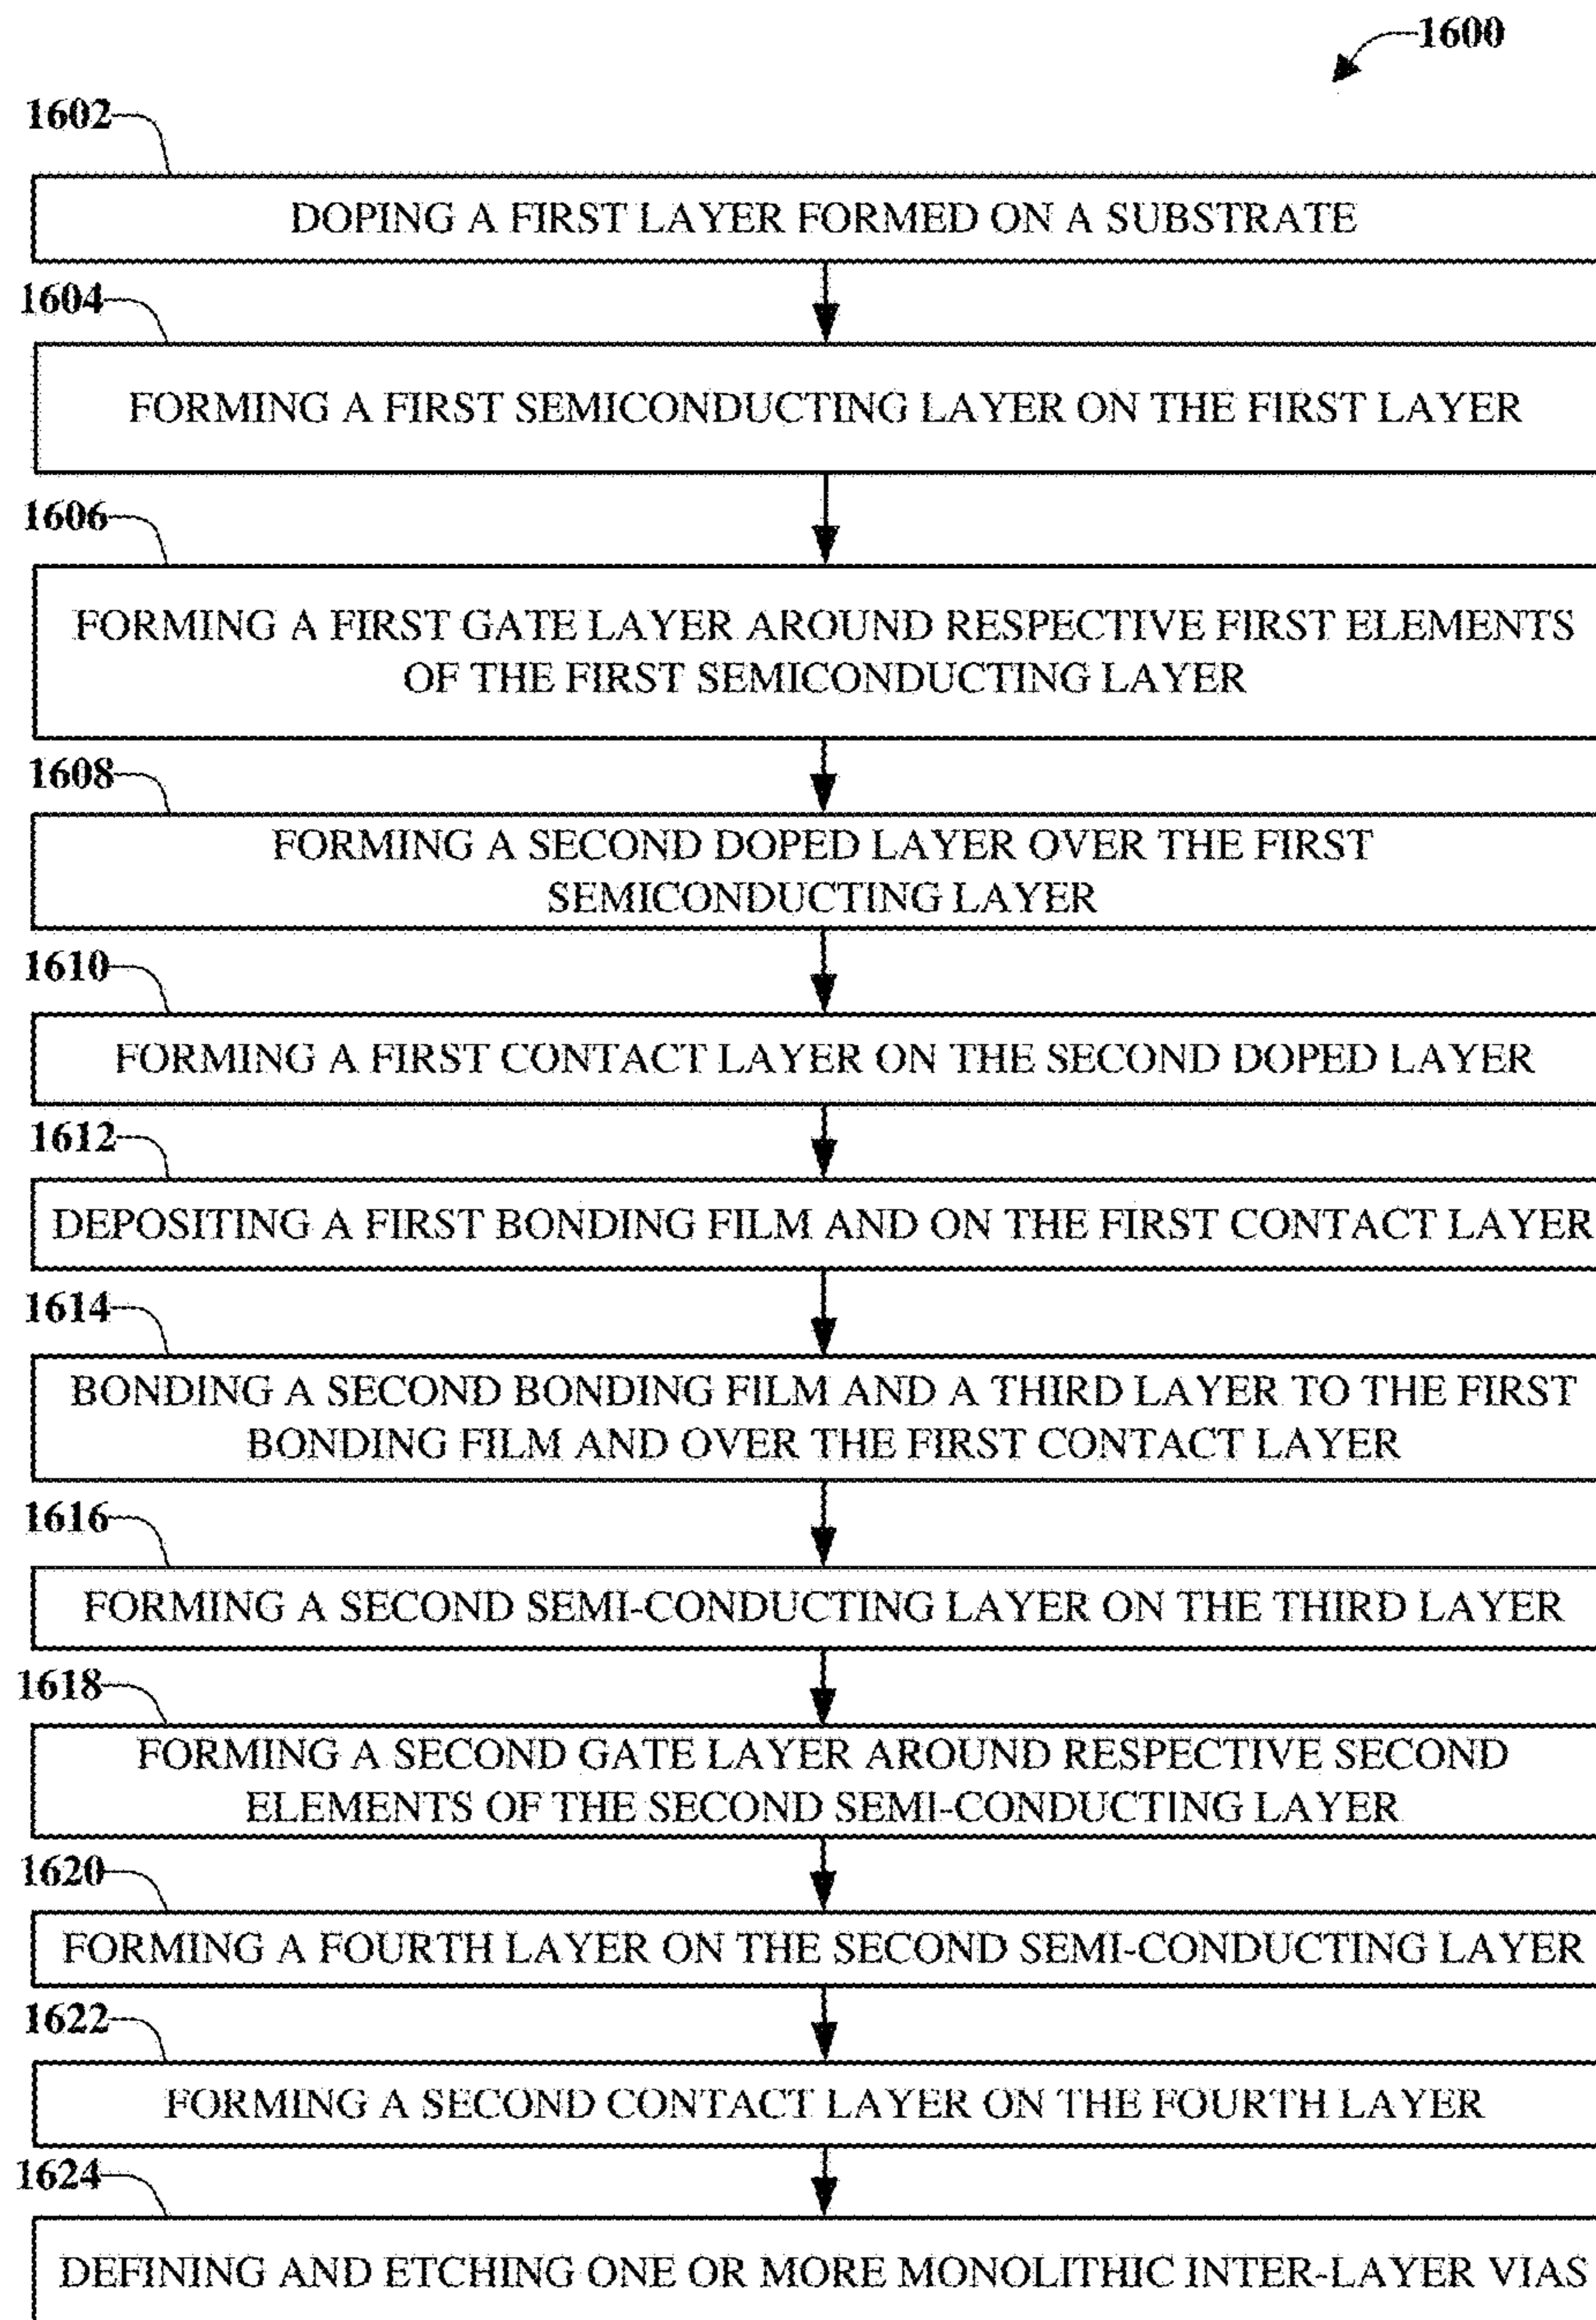 1600
1602
DOPING A FIRST LAYER FORMED ON A SUBSTRATE
1604
FORMING A FIRST SEMICONDUCTING LAYER ON THE FIRST LAYER
1606
FORMING A FIRST GATE LAYER AROUND RESPECTIVE FIRST ELEMENTS
OF THE FIRST SEMICONDUCTING LAYER
1608
FORMING A SECOND DOPED LAYER OVER THE FIRST
SEMICONDUCTING LAYER
1610
FORMING A FIRST CONTACT LAYER ON THE SECOND DOPED LAYER
1612
DEPOSITING A FIRST BONDING FILM AND ON THE FIRST CONTACT LAYER
1614
BONDING A SECOND BONDING FILM AND A THIRD LAYER TO THE FIRST
BONDING FILM AND OVER THE FIRST CONTACT LAYER
1616
FORMING A SECOND SEMI-CONDUCTING LAYER ON THE THIRD LAYER
1618
FORMING A SECOND GATE LAYER AROUND RESPECTIVE SECOND
ELEMENTS OF THE SECOND SEMI-CONDUCTING LAYER
1620
FORMING A FOURTH LAYER ON THE SECOND SEMI-CONDUCTING LAYER
1622
FORMING A SECOND CONTACT LAYER ON THE FOURTH LAYER
1624
DEFINING AND ETCHING ONE OR MORE MONOLITHIC INTER-LAYER VIAS